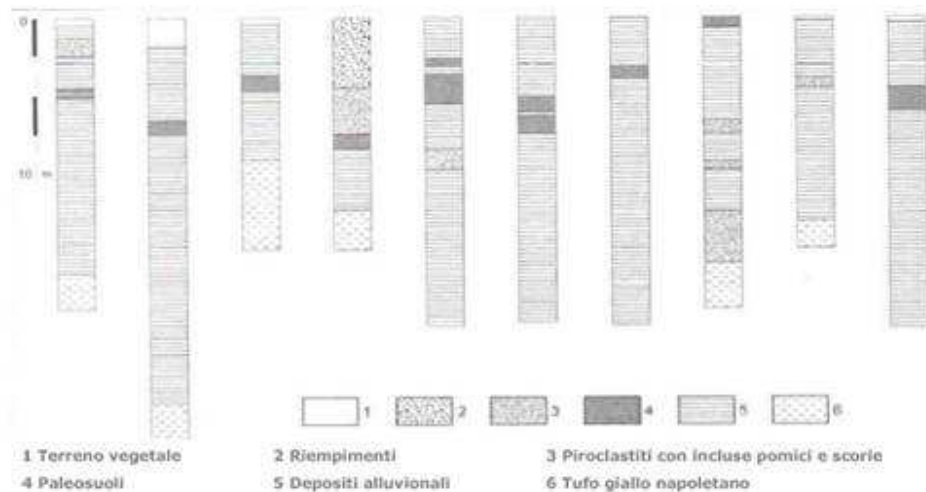 0
10 m
1 2 3 4 5 6
1 Terreno vegetale 2 Riempimenti 3 Piroclastiti con incluse pomici e scorie
4 Paleosuoli 5 Depositi alluvionali 6 Tufo giallo napoletano